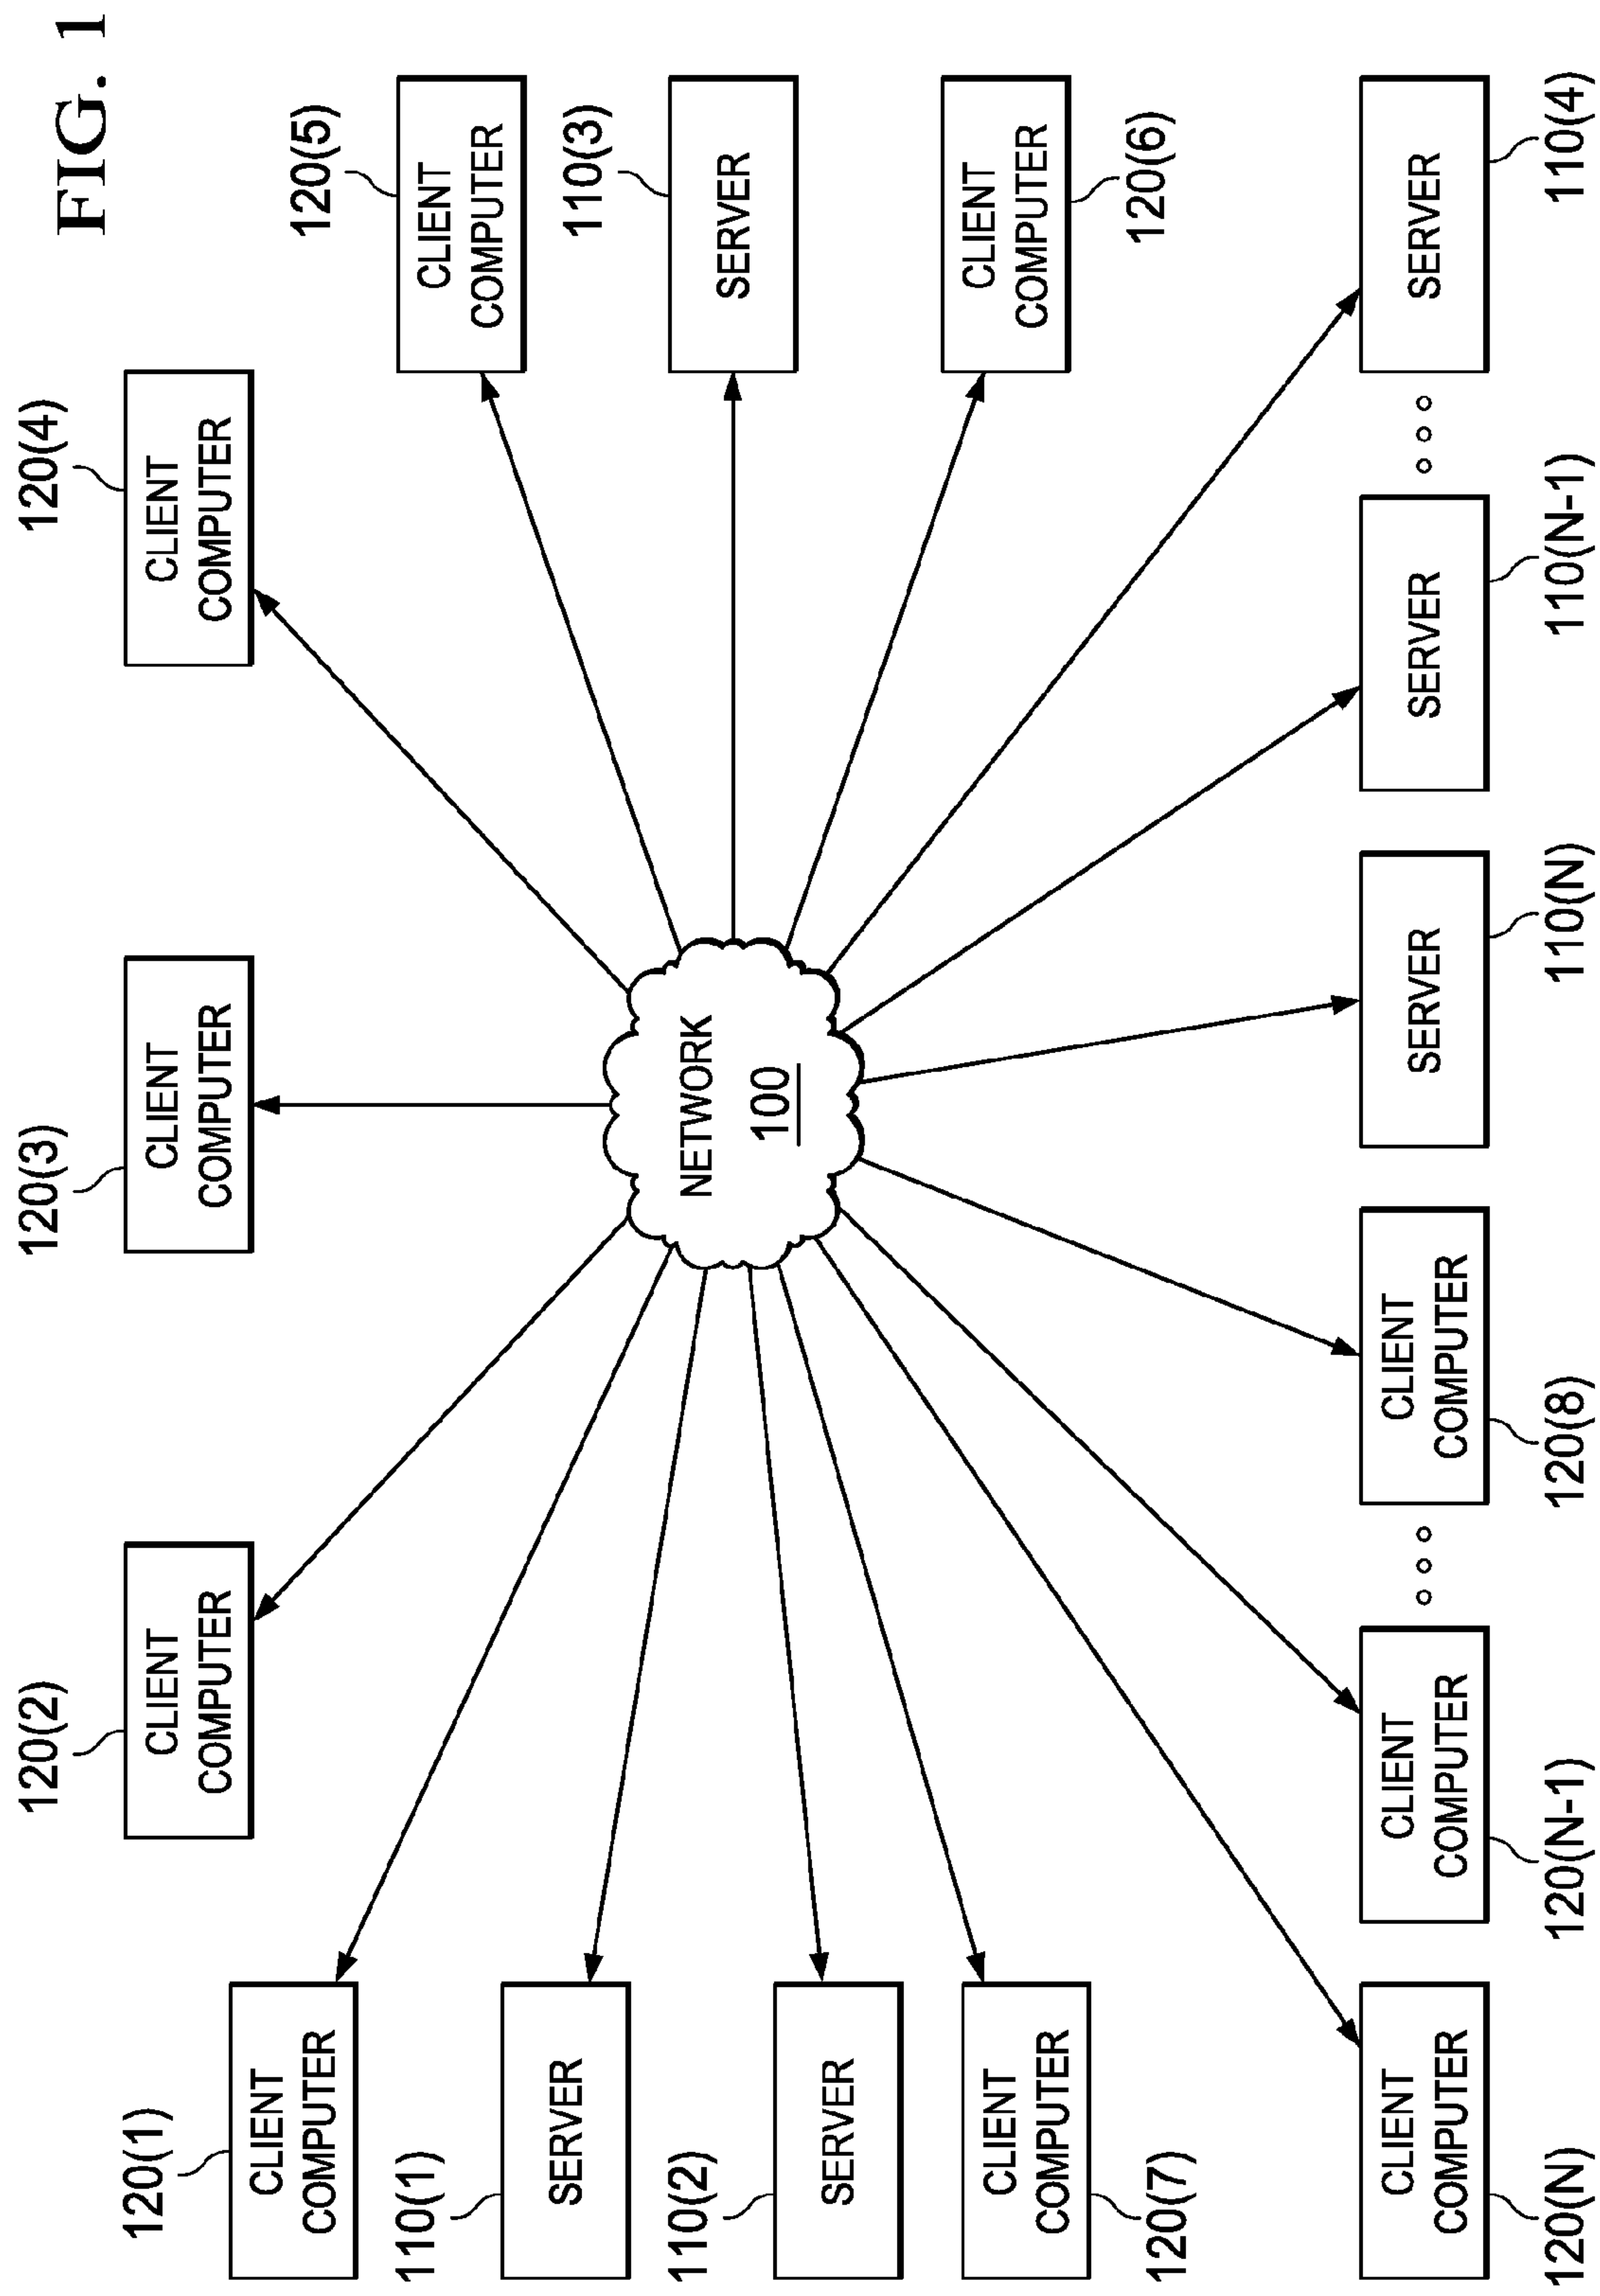 FIG. 1
120(2)
120(3)
120(4)
CLIENT
COMPUTER
CLIENT
COMPUTER
CLIENT
COMPUTER
120(1)
CLIENT
COMPUTER
120(5)
CLIENT
COMPUTER
110(1)
SERVER
NETWORK
100
110(3)
SERVER
110(2)
SERVER
CLIENT
COMPUTER
120(7)
CLIENT
COMPUTER
120(6)
CLIENT
COMPUTER
CLIENT
COMPUTER
CLIENT
COMPUTER
SERVER
SERVER
SERVER
120(N)
120(N-1)
120(8)
110(N)
110(N-1)
110(4)